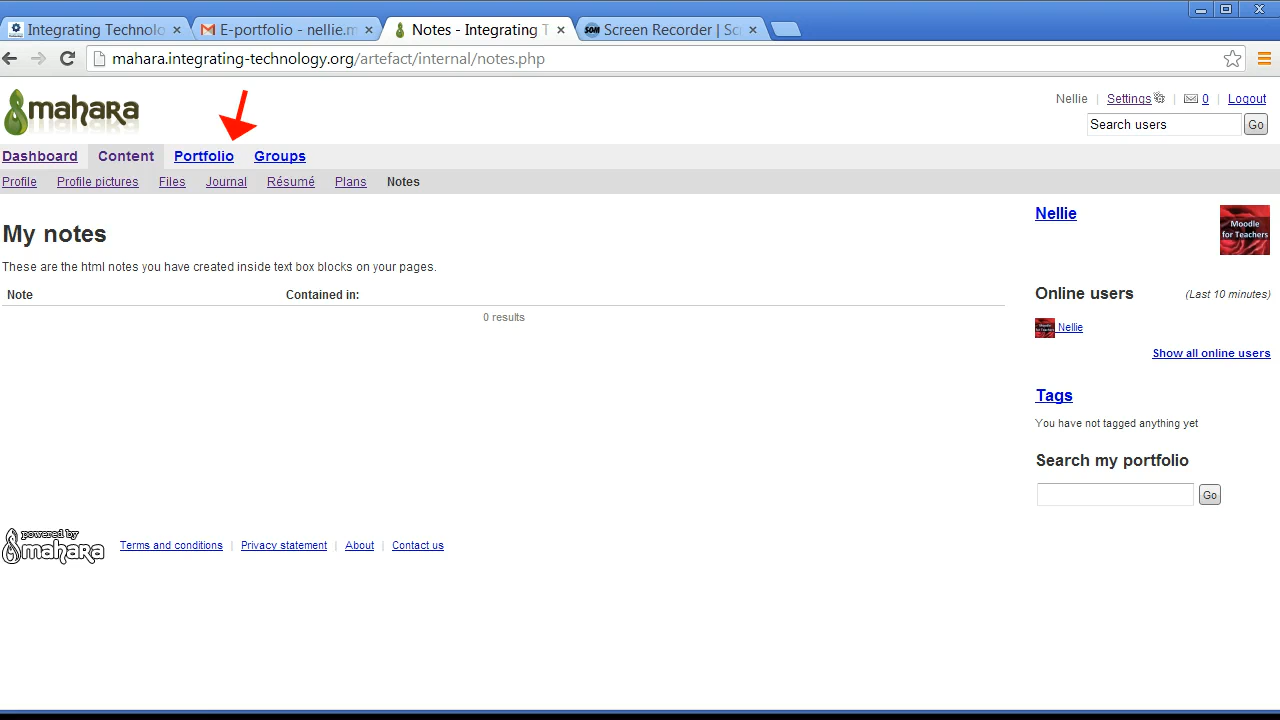 Integrating Technolo
E-portfolio - nellie.m
Notes - Integrating T
SOM Screen Recorder | Scr
mahara.integrating-technology.org/artefact/internal/notes.php
mahara
Nellie | Settings | 0 | Logout
Search users Go
Dashboard Content Portfolio Groups
Profile Profile pictures Files Journal Résumé Plans Notes
My notes
These are the html notes you have created inside text box blocks on your pages.
Note Contained in:
0 results
Nellie
Moodle
for Teachers
Online users (Last 10 minutes)
Nellie
Show all online users
Tags
You have not tagged anything yet
Search my portfolio
Go
powered by
mahara
Terms and conditions | Privacy statement | About | Contact us